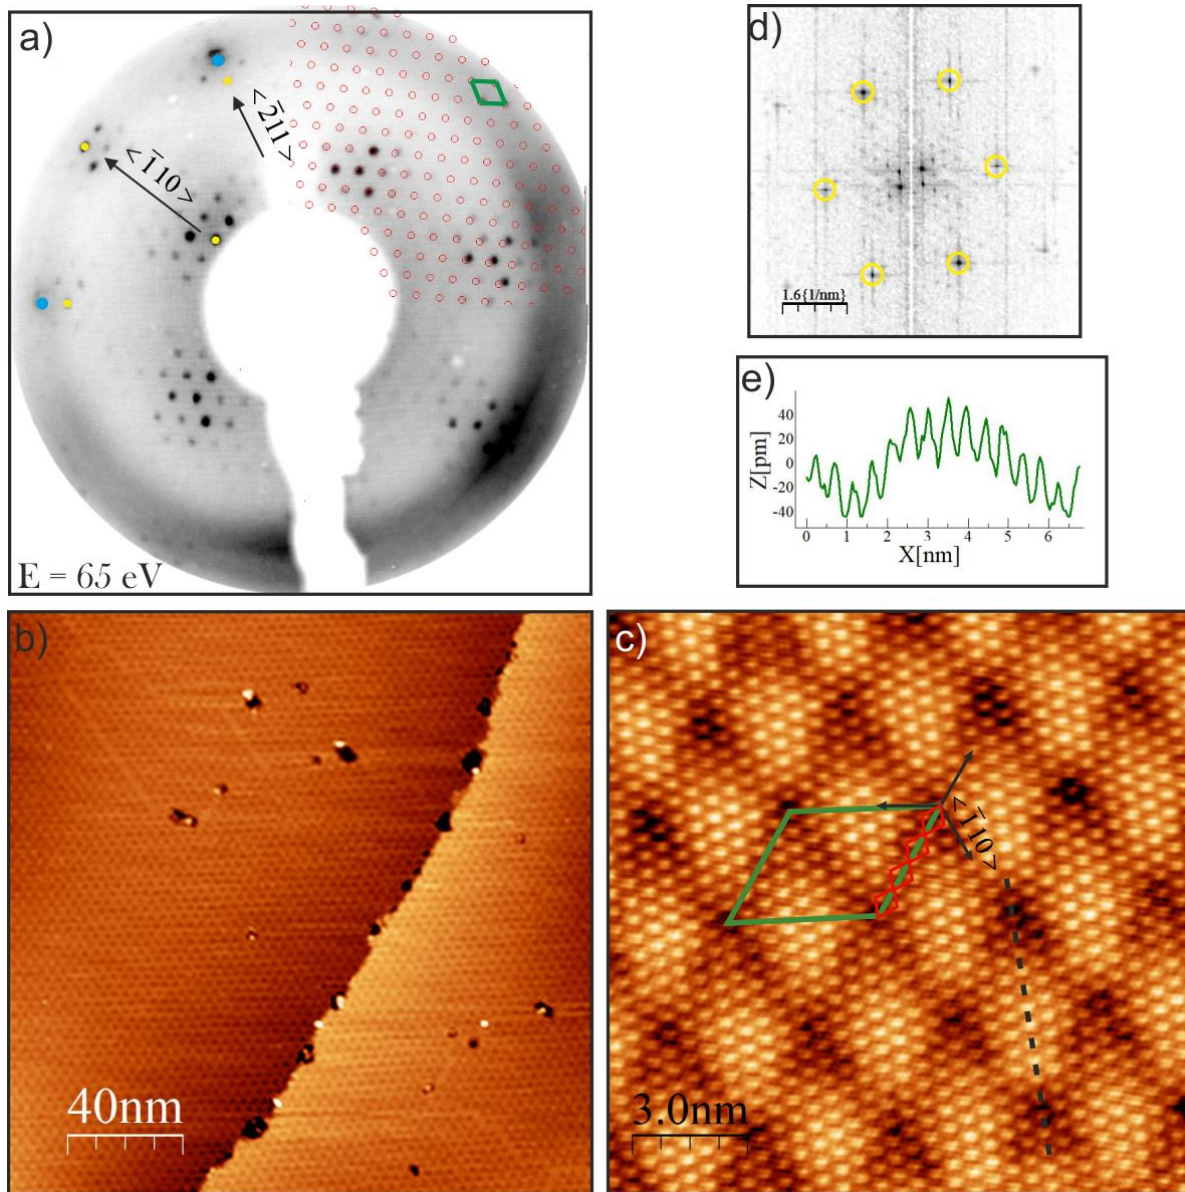 a)
<2̄11>
<1̄10>
E = 65 eV
d)
1.6{1/nm}
e)
Z[pm]
40
20
0
-20
-40
0 1 2 3 4 5 6
X[nm]
b)
40nm
c)
<1̄10>
3.0nm